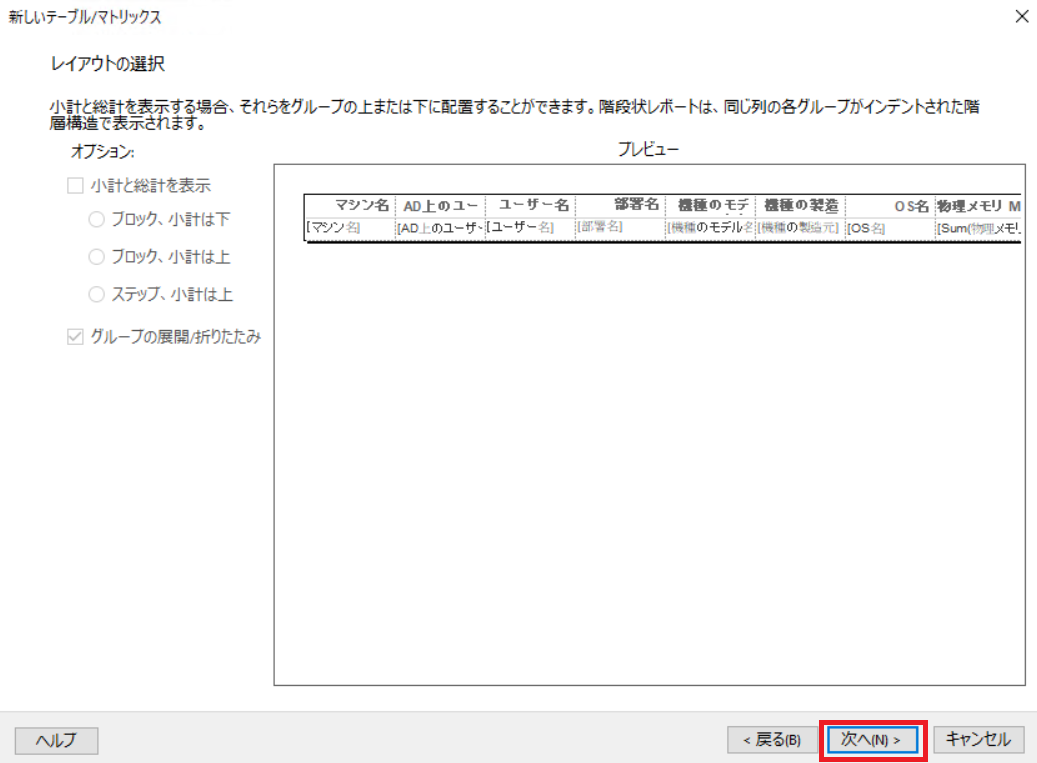 新しいテーブル/マトリックス
レイアウトの選択
小計と総計を表示する場合、それらをグループの上または下に配置することができます。階段状レポートは、同じ列の各グループがインデントされた階
層構造で表示されます。
オプション:
プレビュー
小計と総計を表示
ブロック、小計は下
ブロック、小計は上
ステップ、小計は上
グループの展開/折りたたみ
マシン名 AD上のユー ユーザー名 部署名 機種のモデ 機種の製造 OS名 物理メモリ M
[マシン名] [AD上のユーザ [ユーザー名] [部署名] [機種のモデル名 [機種の製造元] [OS名] [Sum(物理メモリ
ヘルプ
< 戻る(B) 次へ(N) > キャンセル